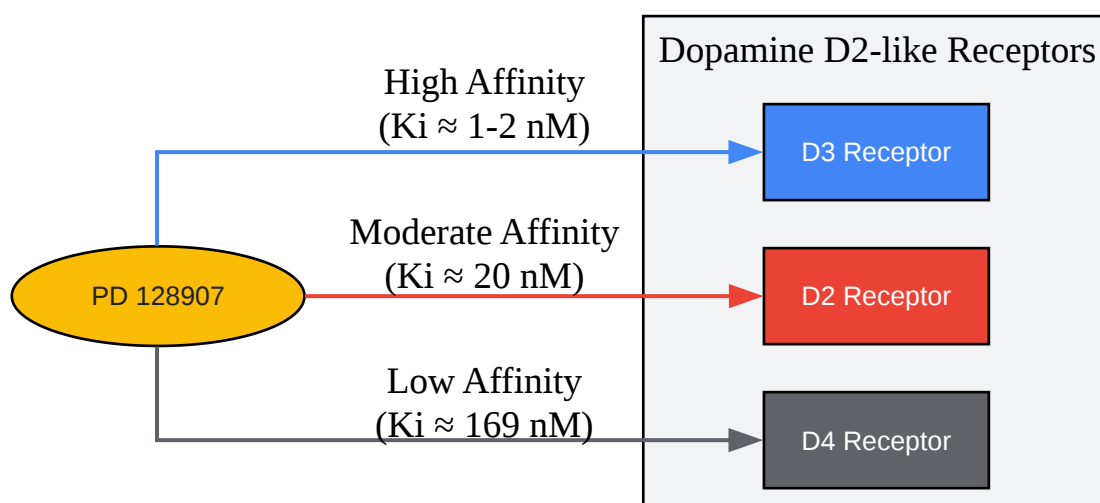 Dopamine D2-like Receptors
High Affinity
(Ki ≈ 1-2 nM)
D3 Receptor
Moderate Affinity
(Ki ≈ 20 nM)
PD 128907
D2 Receptor
Low Affinity
(Ki ≈ 169 nM)
D4 Receptor